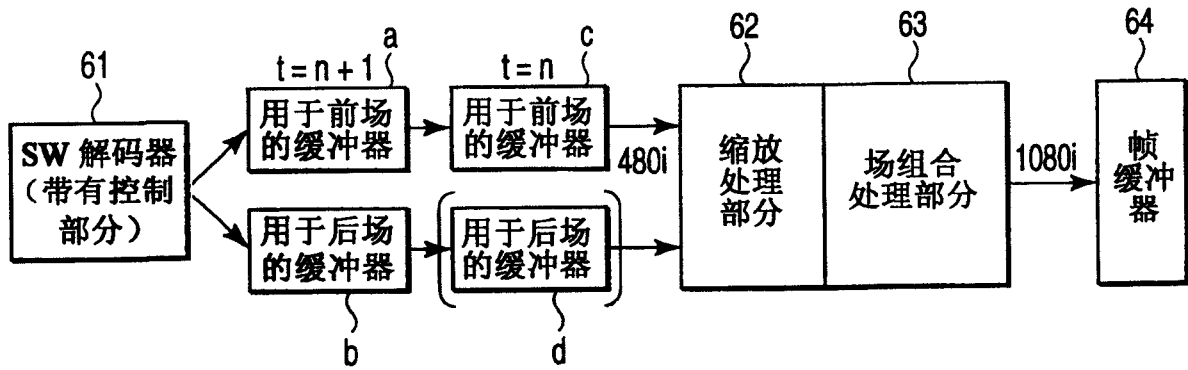 61
SW 解码器
（带有控制
部分）
t=n+1
a
用于前场
的缓冲器
t=n
c
用于前场
的缓冲器
用于后场
的缓冲器
b
用于后场
的缓冲器
d
480i
62
缩放
处理
部分
63
场组合
处理部分
1080i
64
帧
缓冲
器